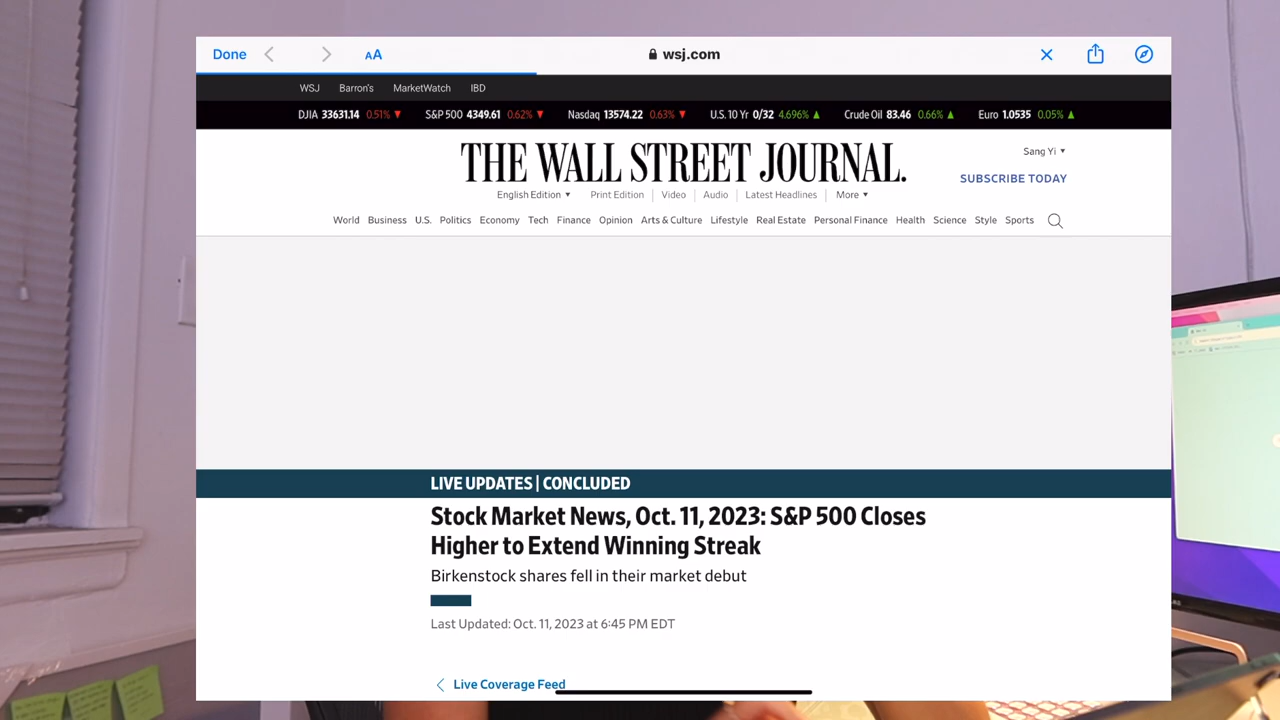 Done AA wsj.com
WSJ Barron's MarketWatch IBD
DJIA 33631.14 0.51% ▼ S&P 500 4349.61 0.62% ▼ Nasdaq 13574.22 0.63% ▼ U.S. 10 Yr 0/32 4.696% ▲ Crude Oil 83.46 0.66% ▲ Euro 1.0535 0.05% ▲
THE WALL STREET JOURNAL.
Sang Yi ▼
SUBSCRIBE TODAY
English Edition ▼ Print Edition | Video | Audio | Latest Headlines | More ▼
World Business U.S. Politics Economy Tech Finance Opinion Arts & Culture Lifestyle Real Estate Personal Finance Health Science Style Sports
LIVE UPDATES | CONCLUDED
Stock Market News, Oct. 11, 2023: S&P 500 Closes
Higher to Extend Winning Streak
Birkenstock shares fell in their market debut
Last Updated: Oct. 11, 2023 at 6:45 PM EDT
Live Coverage Feed